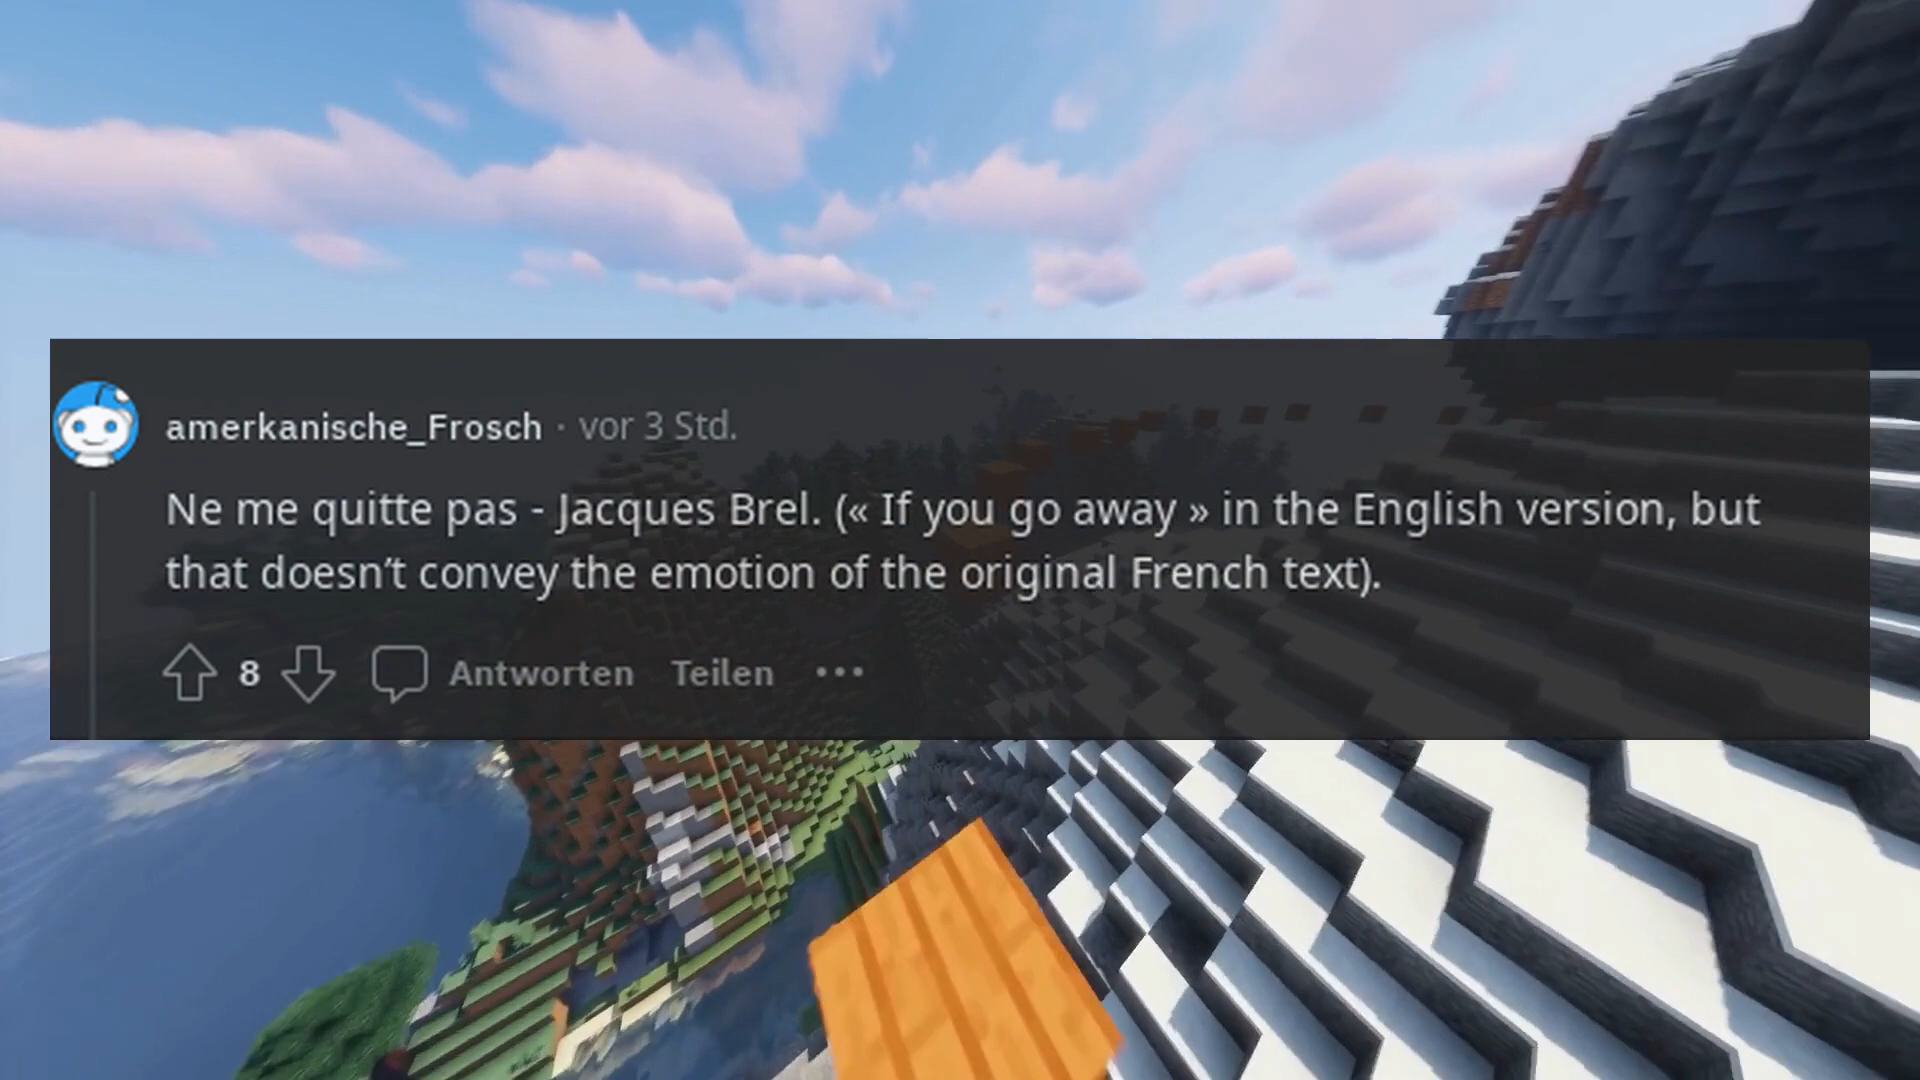 amerkanische_Frosch · vor 3 Std.
Ne me quitte pas - Jacques Brel. (« If you go away » in the English version, but
that doesn’t convey the emotion of the original French text).
8 Antworten Teilen •••